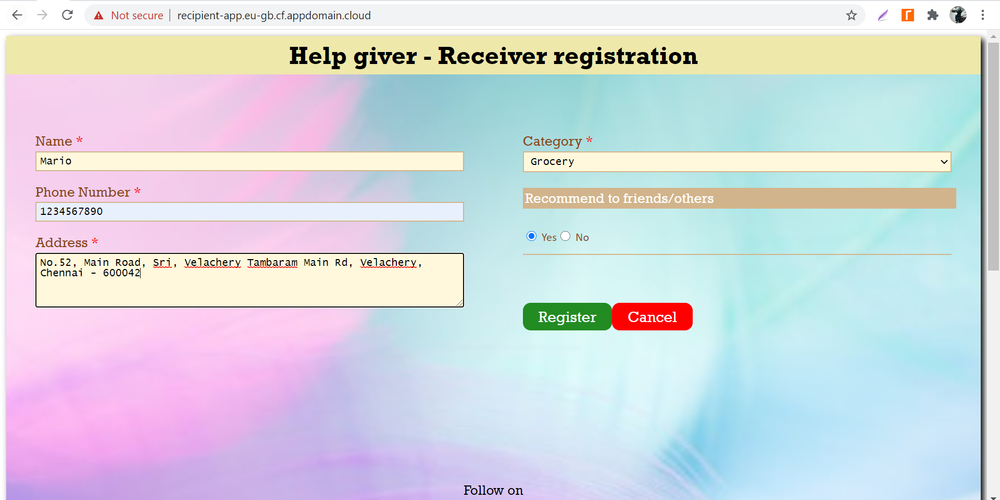 Not secure
recipient-app.eu-gb.cf.appdomain.cloud
Help giver - Receiver registration
Name *
Mario
Phone Number *
1234567890
Address *
No.52, Main Road, Sri, Velachery Tambaram Main Rd, Velachery,
Chennai - 600042
Category *
Grocery
Recommend to friends/others
Yes No
Register Cancel
Follow on